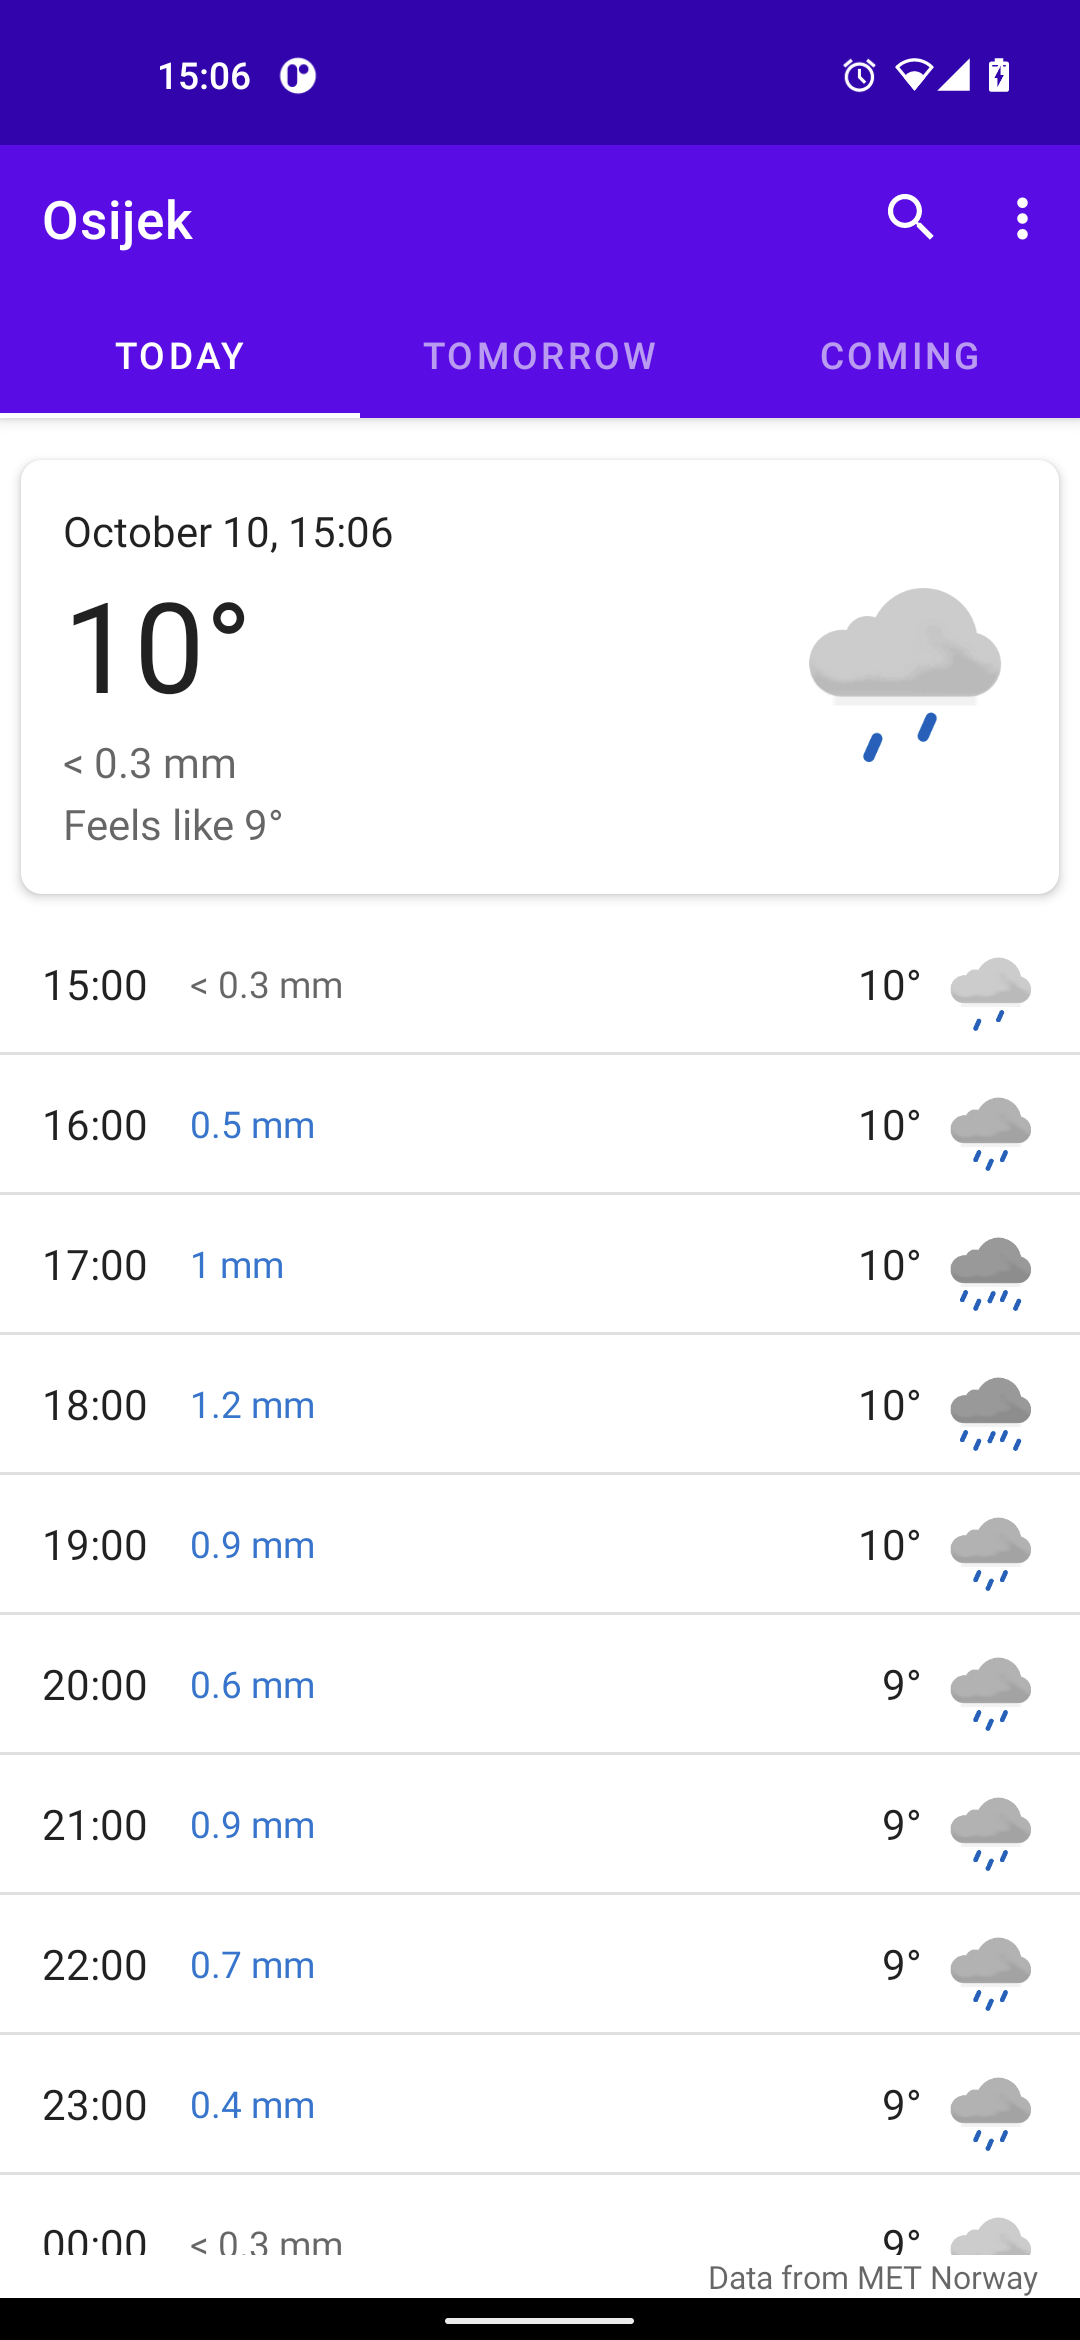 15:06
Osijek
TODAY TOMORROW COMING
October 10, 15:06
10°
< 0.3 mm
Feels like 9°
15:00 < 0.3 mm 10°
16:00 0.5 mm 10°
17:00 1 mm 10°
18:00 1.2 mm 10°
19:00 0.9 mm 10°
20:00 0.6 mm 9°
21:00 0.9 mm 9°
22:00 0.7 mm 9°
23:00 0.4 mm 9°
00:00 < 0.3 mm 9°
Data from MET Norway